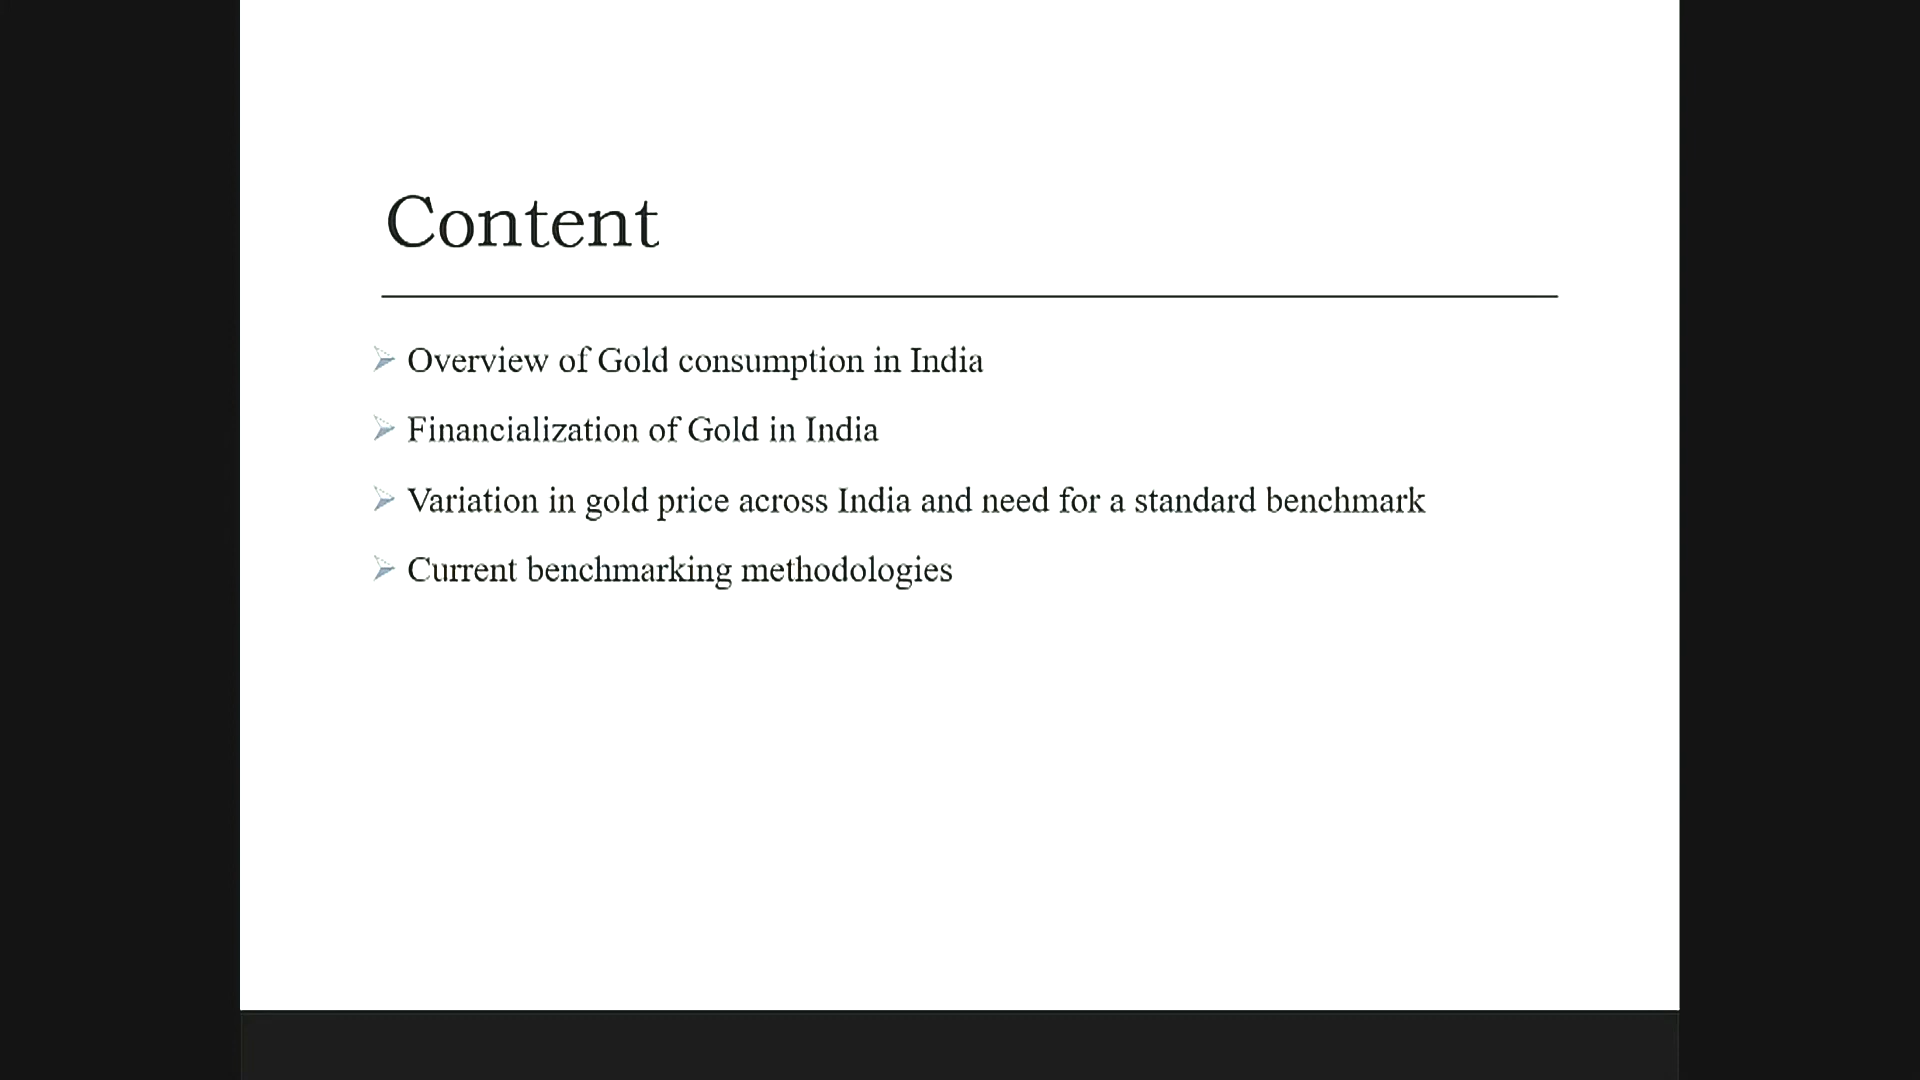 Content
Overview of Gold consumption in India
Financialization of Gold in India
Variation in gold price across India and need for a standard benchmark
Current benchmarking methodologies